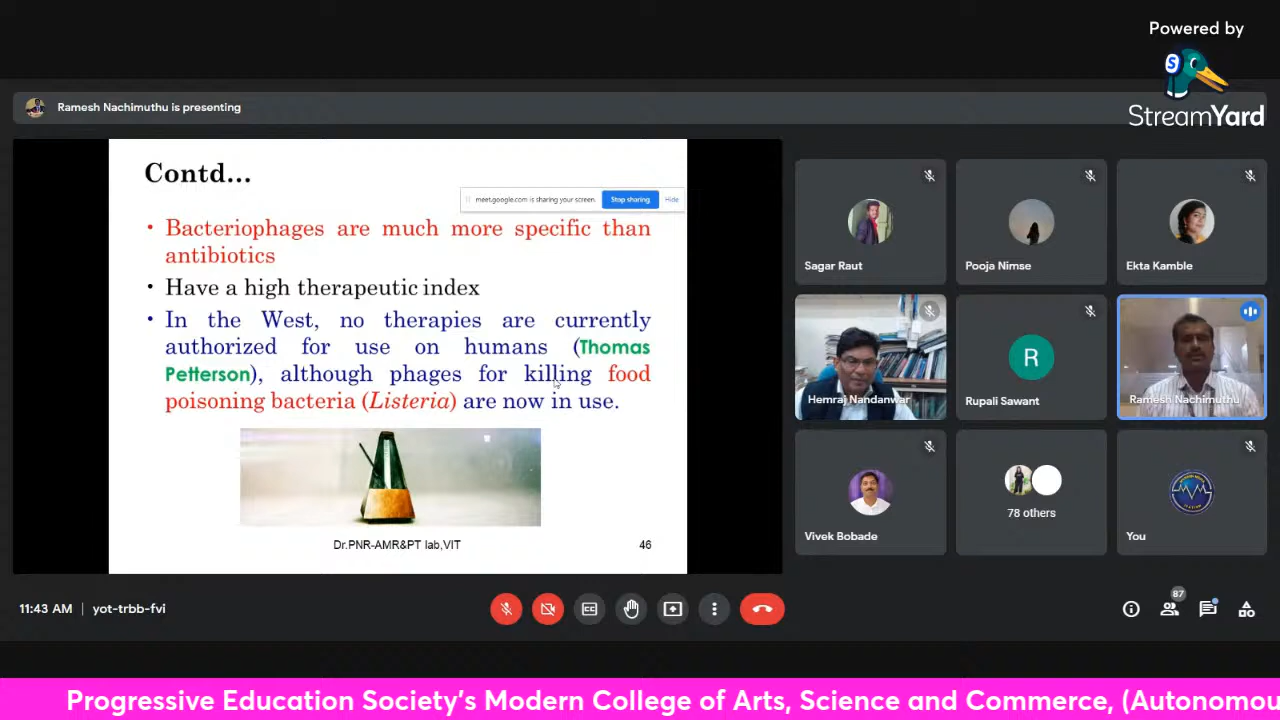 Powered by
StreamYard
Ramesh Nachimuthu is presenting
Contd...
meet.google.com is sharing your screen.
Stop sharing
Hide
• Bacteriophages are much more specific than
antibiotics
• Have a high therapeutic index
• In the West, no therapies are currently
authorized for use on humans (Thomas
Petterson), although phages for killing food
poisoning bacteria (Listeria) are now in use.
Dr.PNR-AMR&PT lab,VIT
46
Sagar Raut
Pooja Nimse
Ekta Kamble
Hemraj Nandanwar
R
Rupali Sawant
Ramesh Nachimuthu
Vivek Bobade
78 others
You
11:43 AM | yot-trbb-fvi
CC
87
Progressive Education Society's Modern College of Arts, Science and Commerce, (Autonomou